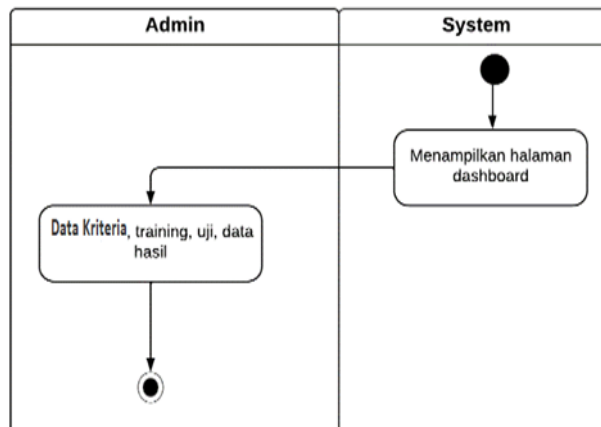 Admin
System
Menampilkan halaman
dashboard
Data Kriteria, training, uji, data
hasil